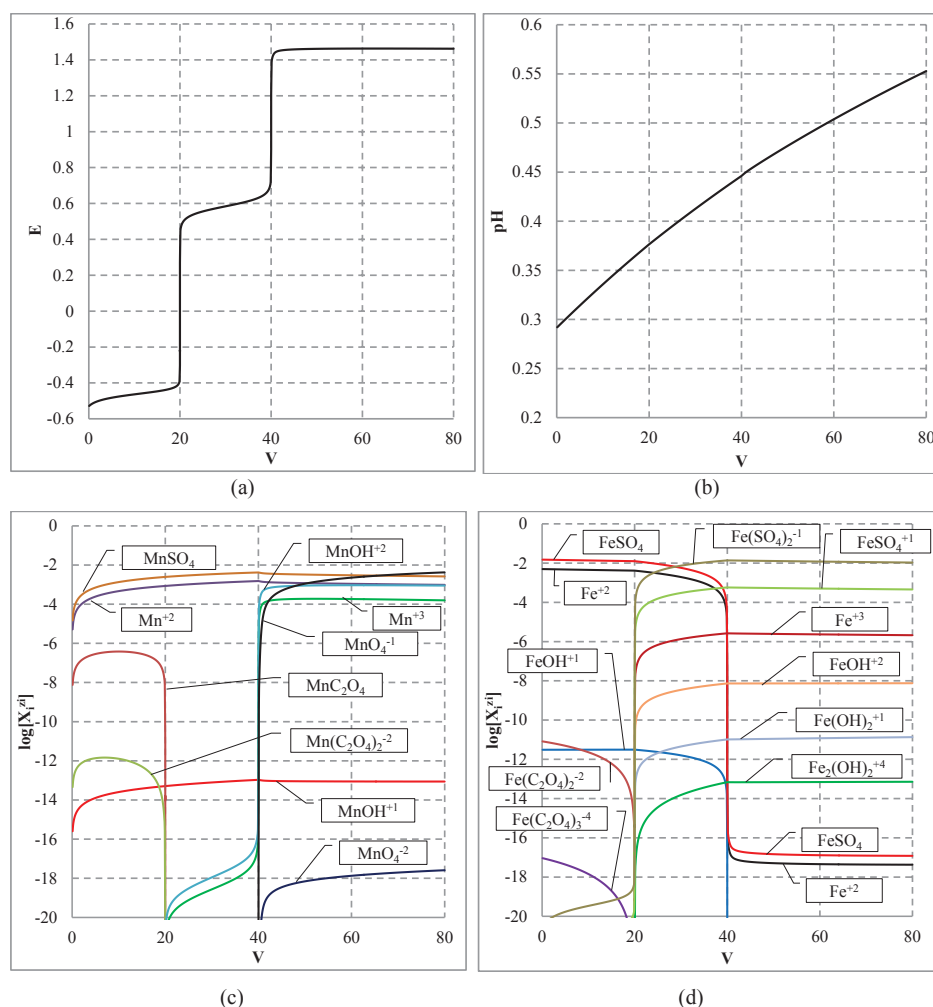 1.4
1.2
1
0.8
0.6
0.4
0.2
0
-0.2
-0.4
-0.6
E
0 20 40 60 80
V
(a)
0.6
0.55
0.5
0.45
0.4
0.35
0.3
0.25
0.2
pH
0 20 40 60 80
V
(b)
0
-2
-4
-6
-8
-10
-12
-14
-16
-18
-20
log[Xᵢᶻⁱ]
MnSO₄
MnOH⁺²
Mn⁺²
Mn⁺³
MnO₄⁻¹
MnC₂O₄
Mn(C₂O₄)₂⁻²
MnOH⁺¹
MnO₄⁻²
0 20 40 60 80
V
(c)
0
-2
-4
-6
-8
-10
-12
-14
-16
-18
-20
log[Xᵢᶻⁱ]
FeSO₄
Fe(SO₄)₂⁻¹
FeSO₄⁺¹
Fe⁺²
Fe⁺³
FeOH⁺¹
FeOH⁺²
Fe(OH)₂⁺¹
Fe₂(OH)₂⁺⁴
Fe(C₂O₄)₂⁻²
Fe(C₂O₄)₃⁻⁴
FeSO₄
Fe⁺²
0 20 40 60 80
V
(d)